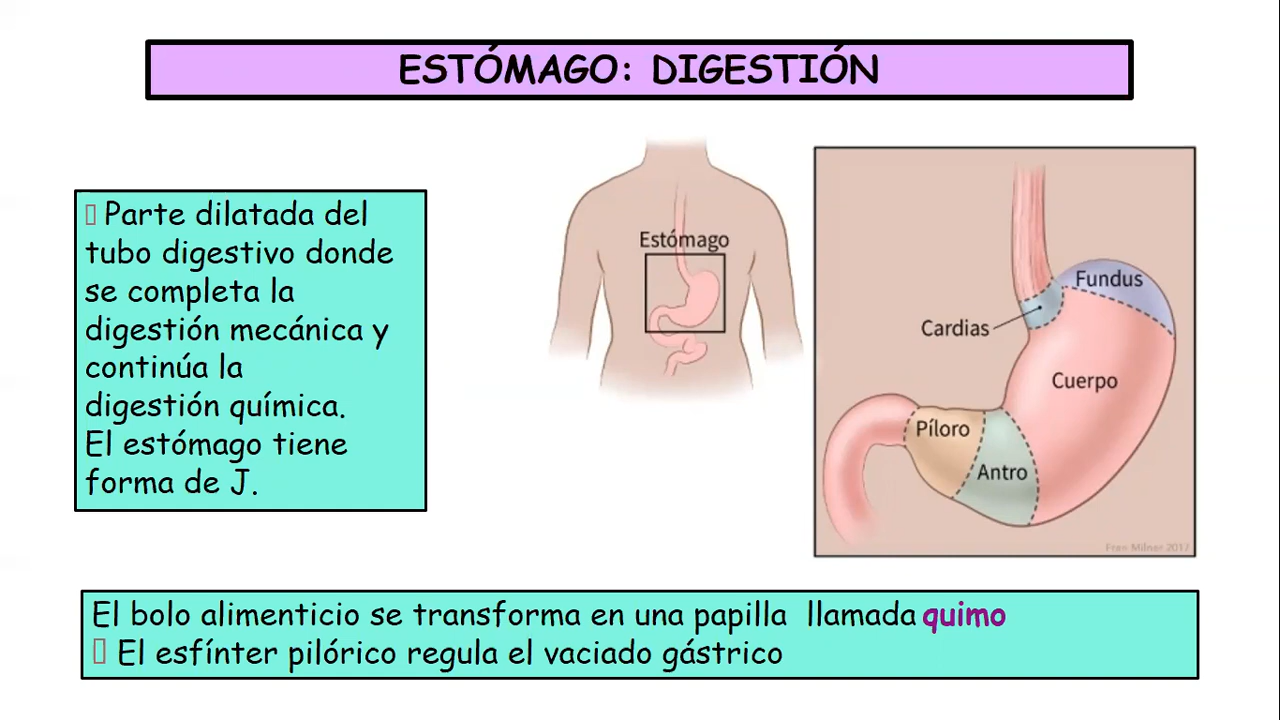 ESTÓMAGO: DIGESTIÓN
Parte dilatada del
tubo digestivo donde
se completa la
digestión mecánica y
continúa la
digestión química.
El estómago tiene
forma de J.
Estómago
Fundus
Cardias
Cuerpo
Píloro
Antro
Fran Milner 2017
El bolo alimenticio se transforma en una papilla llamada quimo
El esfínter pilórico regula el vaciado gástrico